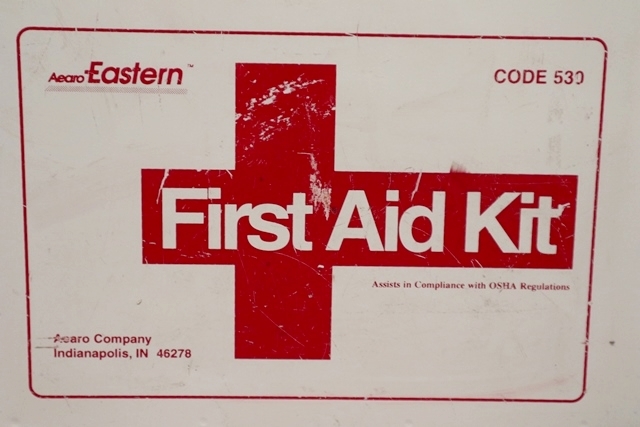 Aearo Eastern™
CODE 530
First Aid Kit
Assists in Compliance with OSHA Regulations
Aearo Company
Indianapolis, IN 46278